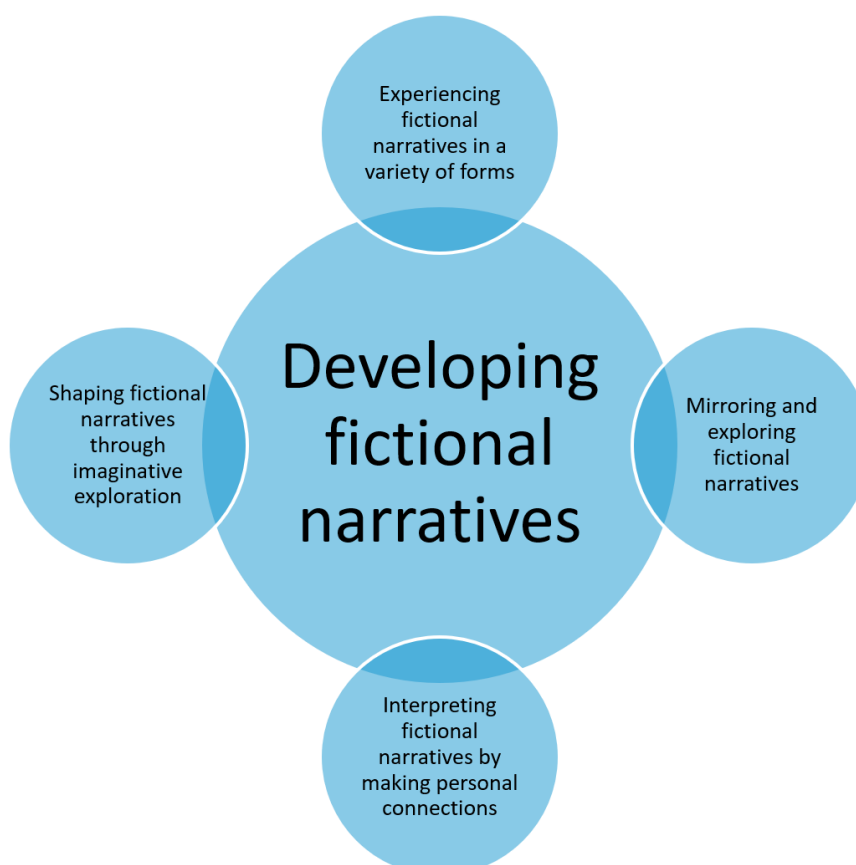 Experiencing
fictional
narratives in a
variety of forms
Developing
fictional
narratives
Shaping fictional
narratives
through
imaginative
exploration
Mirroring and
exploring
fictional
narratives
Interpreting
fictional
narratives by
making personal
connections